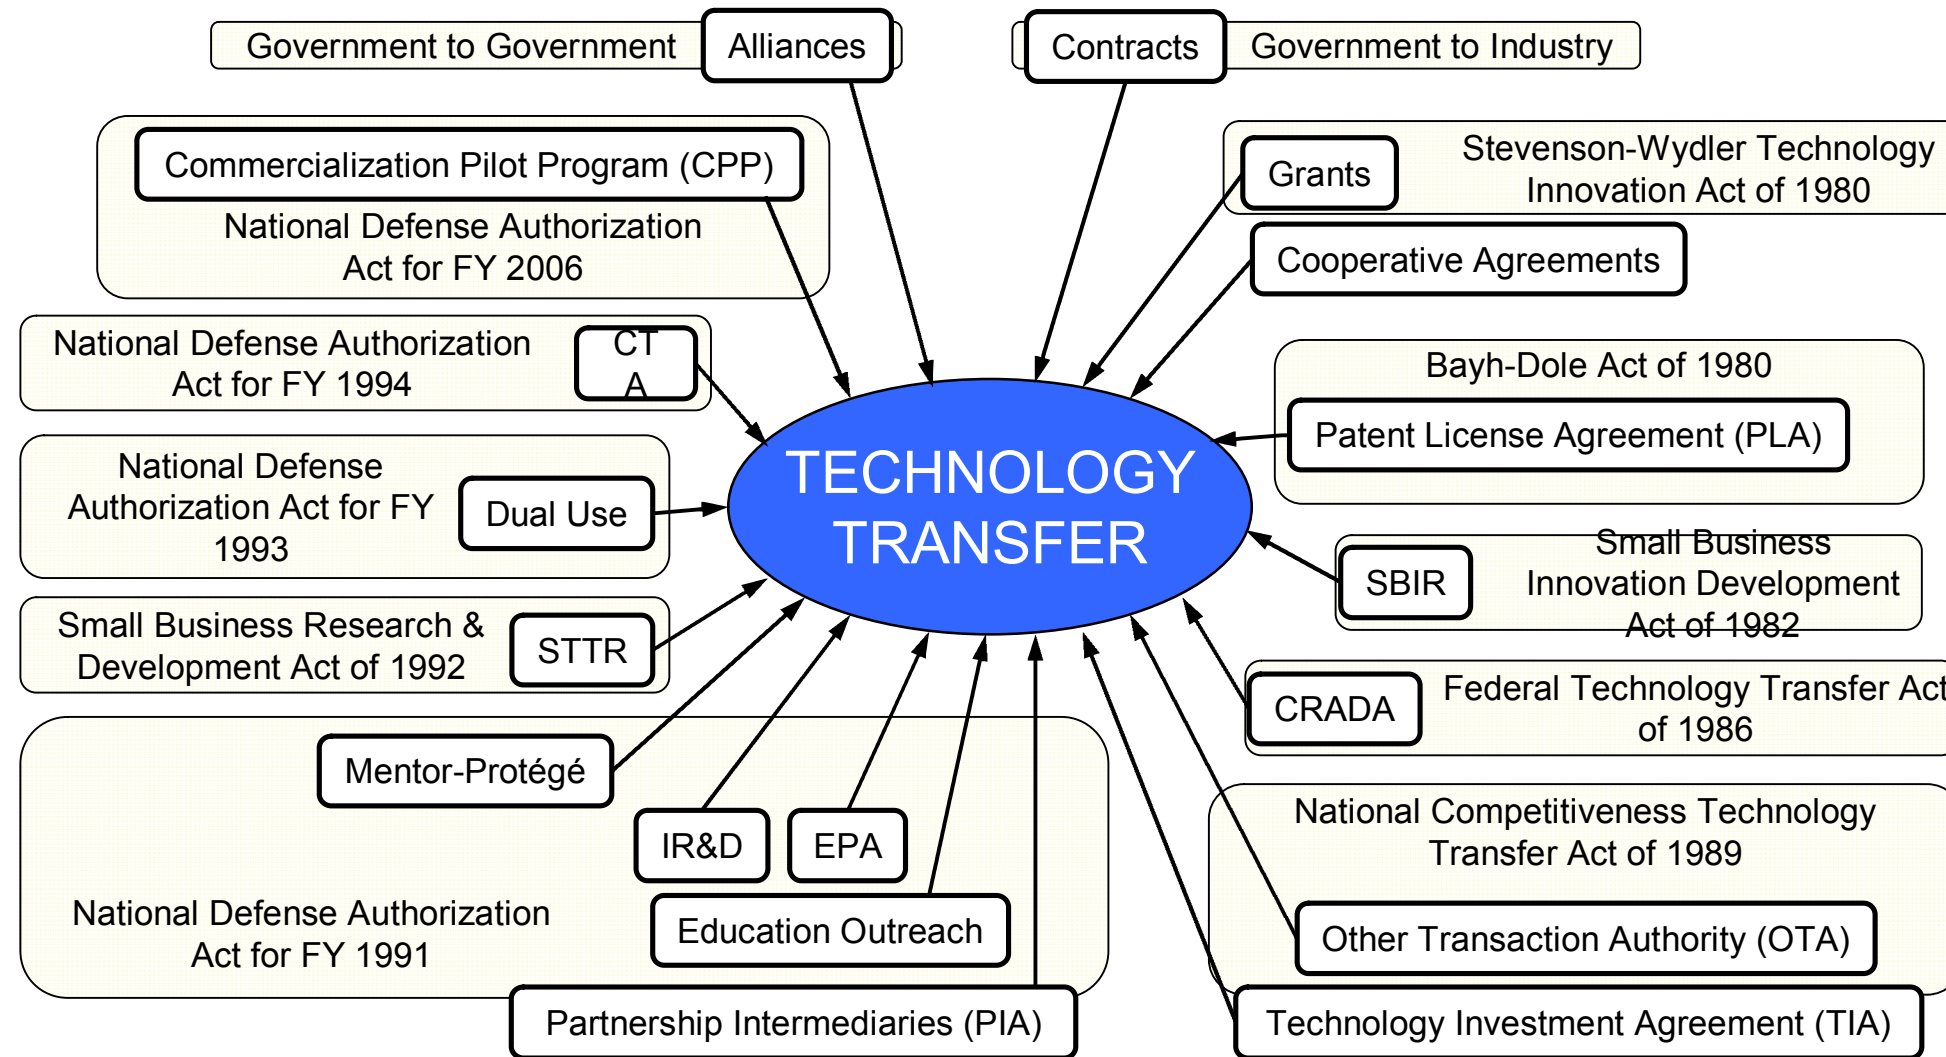 Government to Government
Alliances
Contracts
Government to Industry
Commercialization Pilot Program (CPP)
National Defense Authorization
Act for FY 2006
Grants
Stevenson-Wydler Technology
Innovation Act of 1980
Cooperative Agreements
National Defense Authorization
Act for FY 1994
CT
A
Bayh-Dole Act of 1980
Patent License Agreement (PLA)
National Defense
Authorization Act for FY
1993
Dual Use
TECHNOLOGY
TRANSFER
SBIR
Small Business
Innovation Development
Act of 1982
Small Business Research &
Development Act of 1992
STTR
CRADA
Federal Technology Transfer Act
of 1986
Mentor-Protégé
IR&D
EPA
Education Outreach
National Defense Authorization
Act for FY 1991
Partnership Intermediaries (PIA)
National Competitiveness Technology
Transfer Act of 1989
Other Transaction Authority (OTA)
Technology Investment Agreement (TIA)